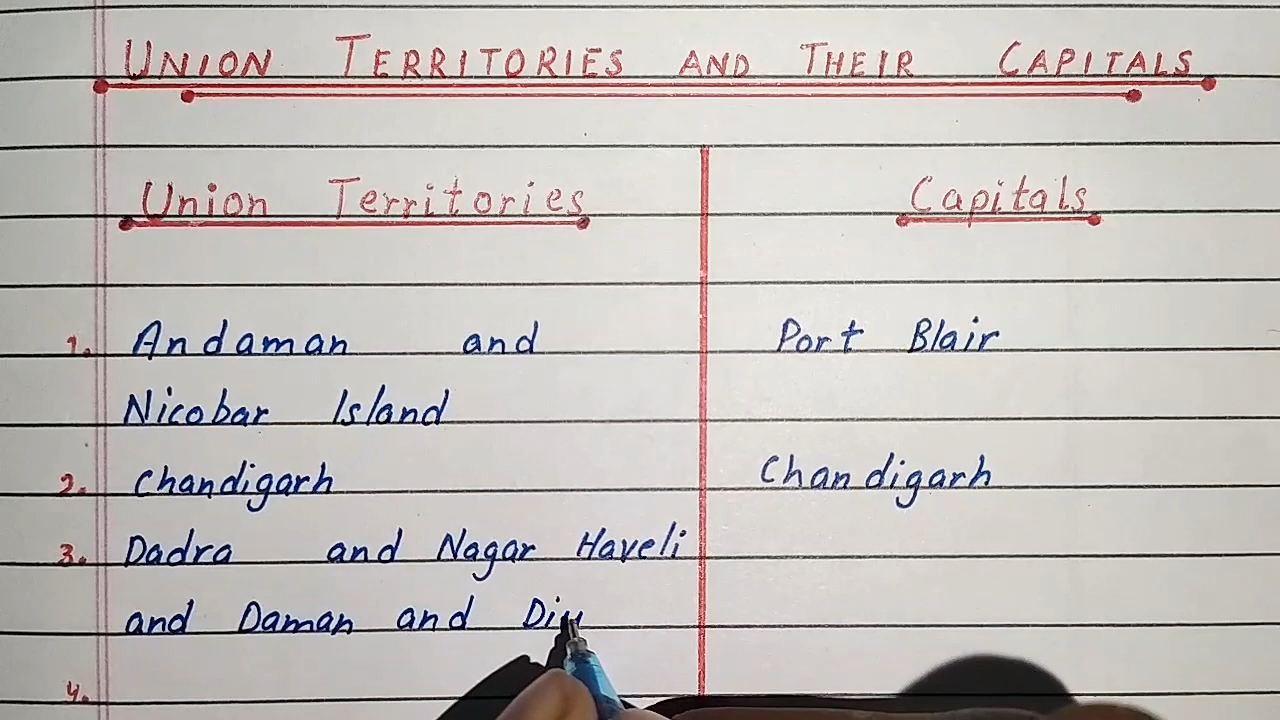 UNION TERRITORIES AND THEIR CAPITALS
Union Territories Capitals
1. Andaman and Port Blair
Nicobar Island
2. Chandigarh Chandigarh
3. Dadra and Nagar Haveli
and Daman and Diu
4.